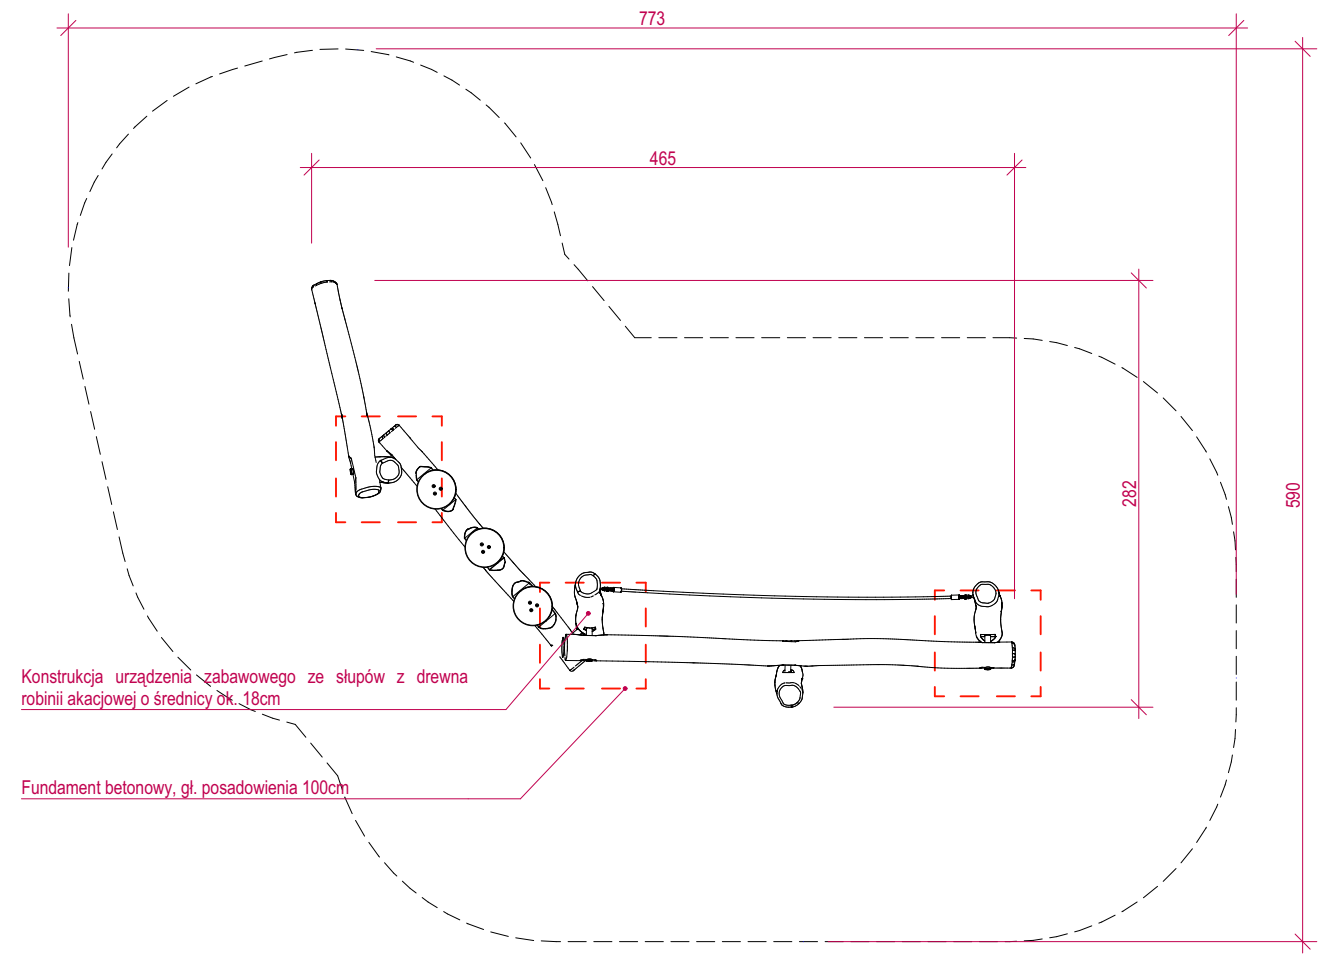 773
465
282
590
Konstrukcja urządzenia zabawowego ze słupów z drewna
robinii akacjowej o średnicy ok. 18cm
Fundament betonowy, gł. posadowienia 100cm